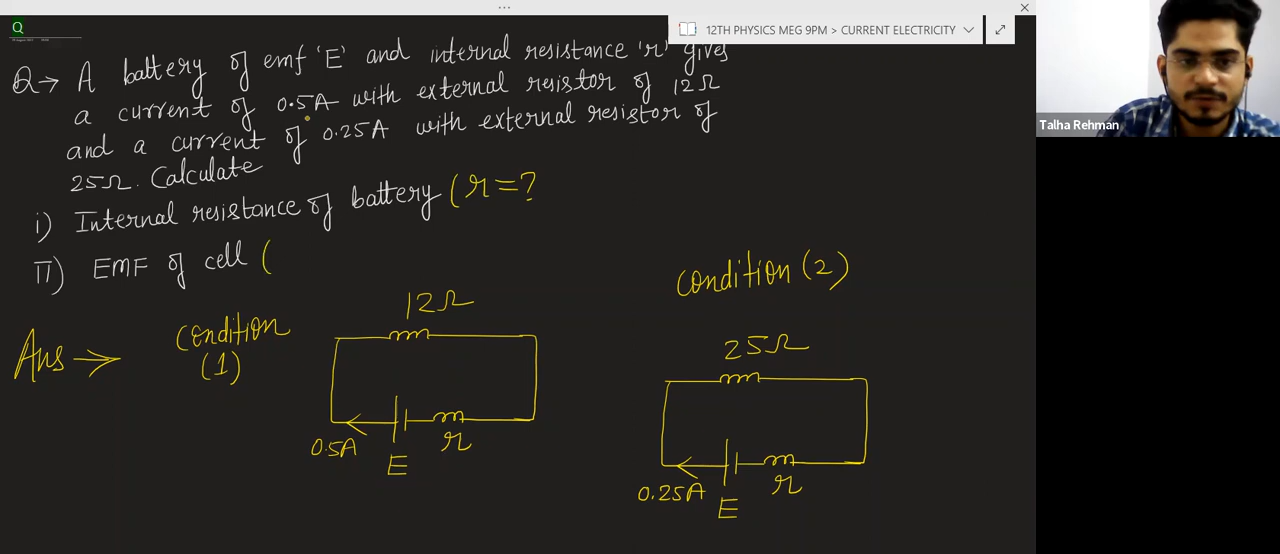 Q
12TH PHYSICS MEG 9PM > CURRENT ELECTRICITY
Q→ A battery of emf 'E' and internal resistance 'r' gives
a current of 0.5A with external resistor of 12Ω
and a current of 0.25A with external resistor of
25Ω. Calculate
i) Internal resistance of battery (r=?
II) EMF of cell (
Talha Rehman
Ans →
condition
(1)
12Ω
0.5A
E
r
condition (2)
25Ω
0.25A
E
r